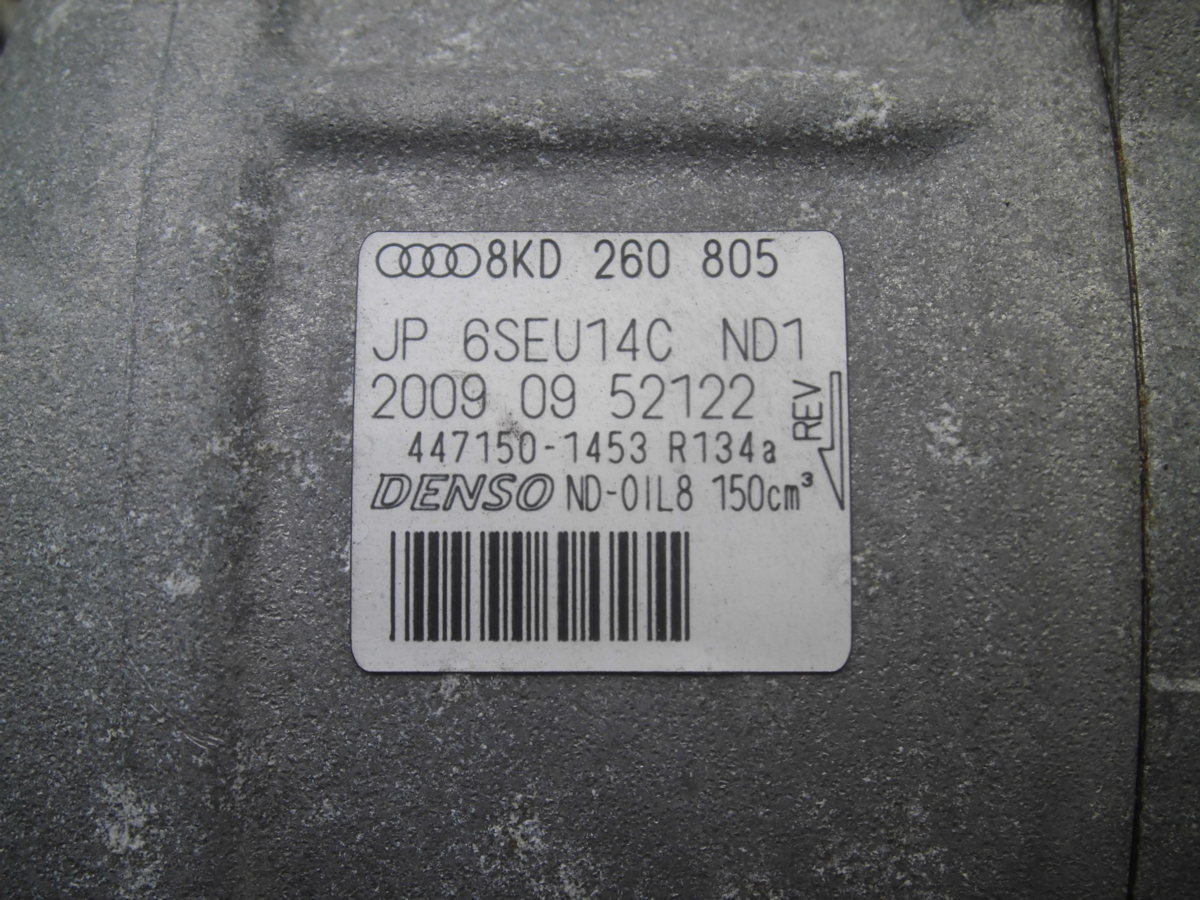 8KD 260 805
JP 6SEU14C ND1
2009 09 52122
447150-1453 R134a
REV
DENSO ND-OIL8 150cm³